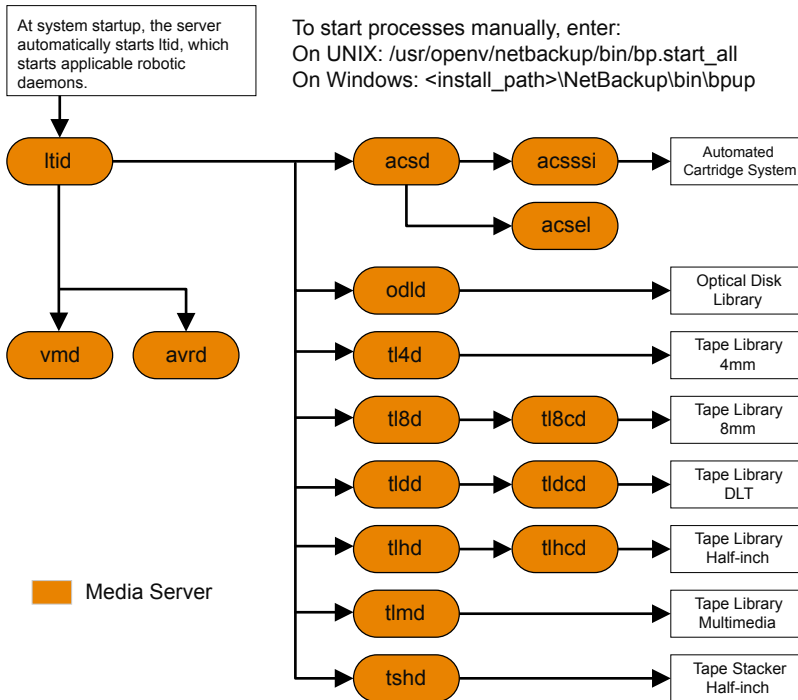 At system startup, the server
automatically starts ltid, which
starts applicable robotic
daemons.
To start processes manually, enter:
On UNIX: /usr/openv/netbackup/bin/bp.start_all
On Windows: <install_path>\NetBackup\bin\bpup
ltid
acsd
acsssi
Automated
Cartridge System
acsel
odld
Optical Disk
Library
vmd
avrd
tl4d
Tape Library
4mm
tl8d
tl8cd
Tape Library
8mm
tldd
tldcd
Tape Library
DLT
tlhd
tlhcd
Tape Library
Half-inch
Media Server
tlmd
Tape Library
Multimedia
tshd
Tape Stacker
Half-inch